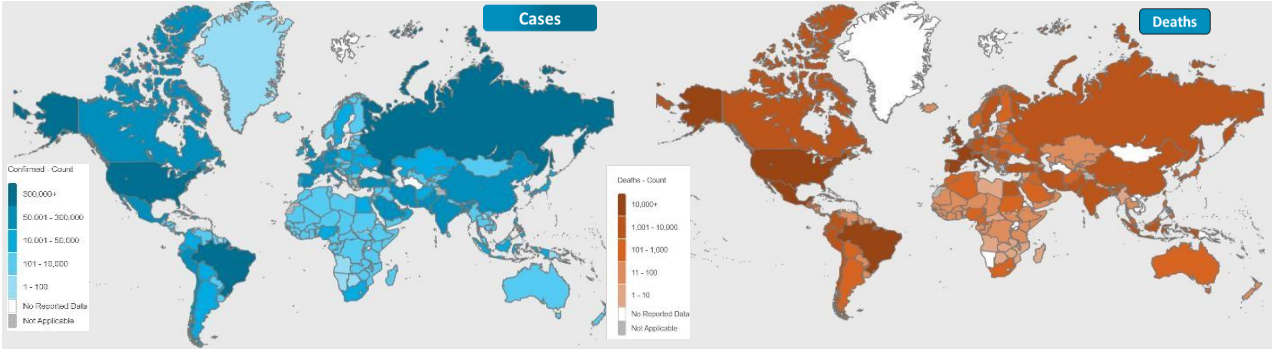 Cases
Confirmed - Count
300,000+
50.001 - 300,000
10.001 - 50,000
101 - 10,000
1 - 100
No Reported Data
Not Applicable
Deaths
Deaths - Count
10,000+
1.001 - 10,000
101 - 1,000
11 - 100
1 - 10
No Reported Data
Not Applicable